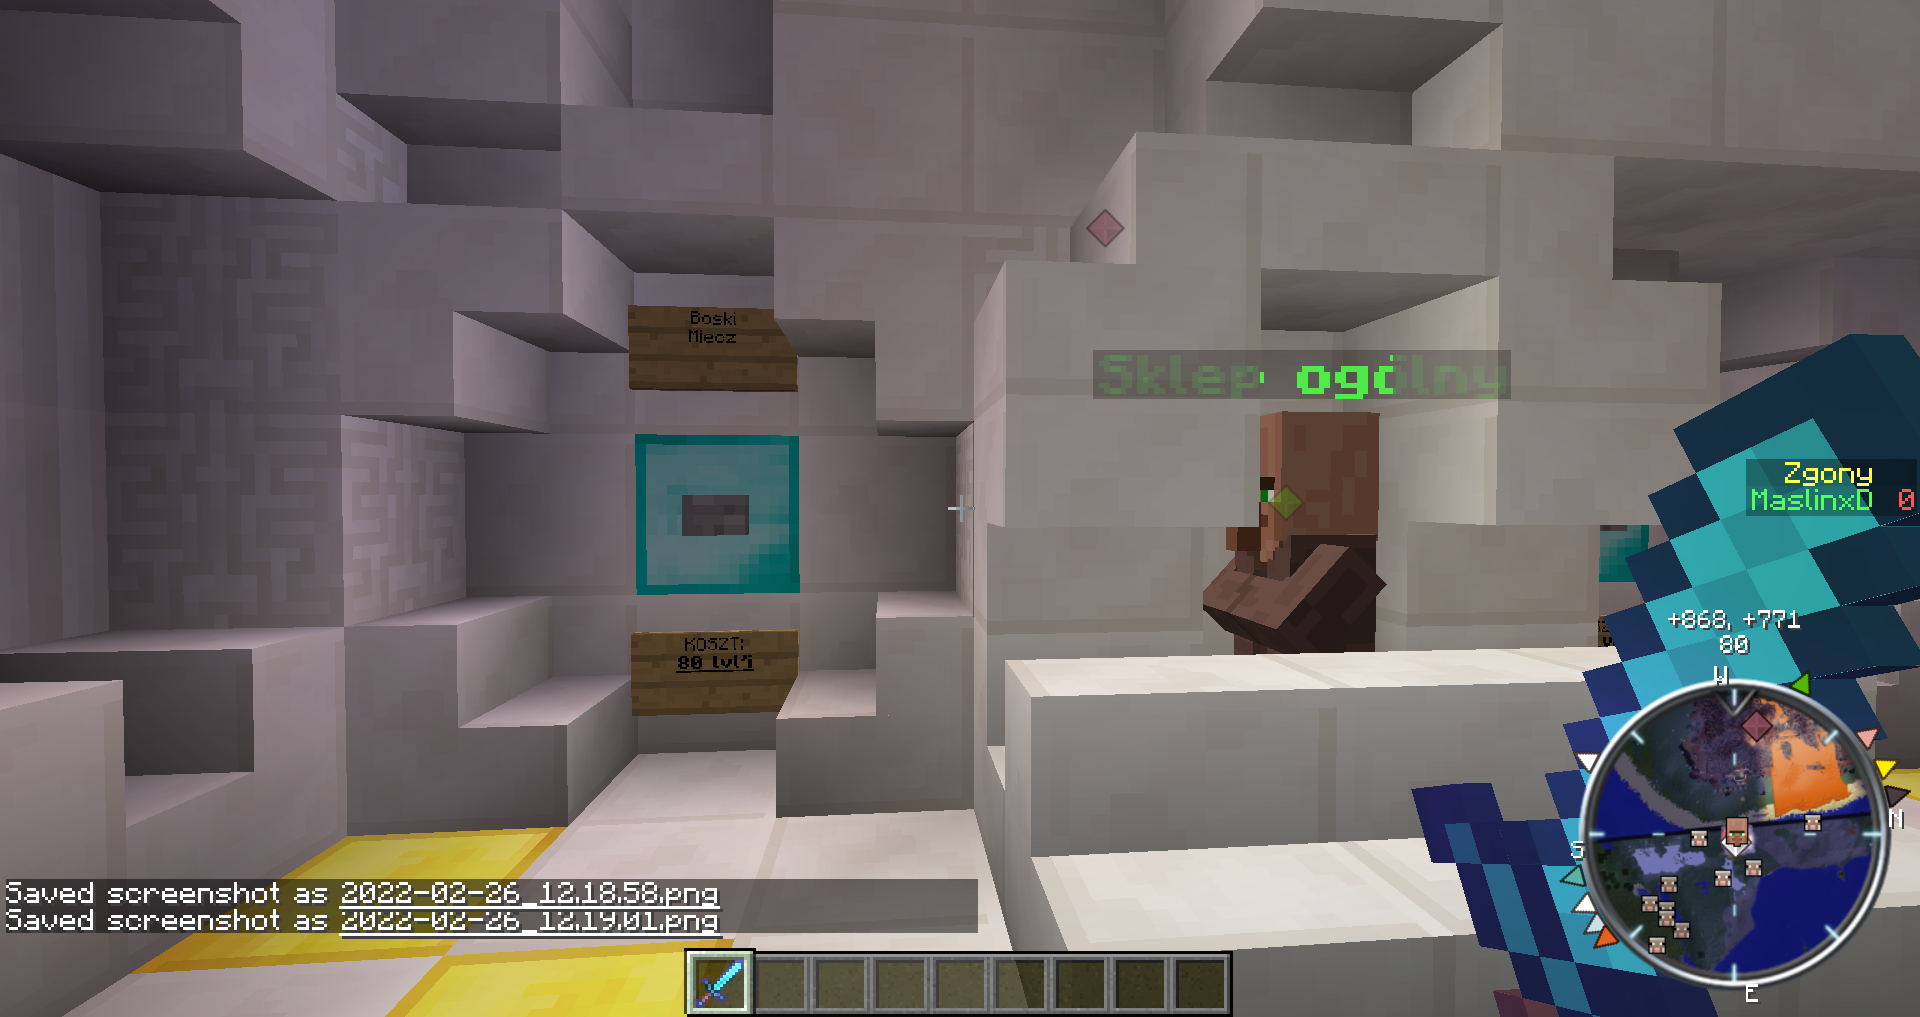 Boski
Miecz
Sklep ogólny
Zgony
MaslinxD 0
KOSZT:
80 lvl'i
+868, +771
80
W
N
S
E
Saved screenshot as 2022-02-26_12.18.58.png
Saved screenshot as 2022-02-26_12.19.01.png